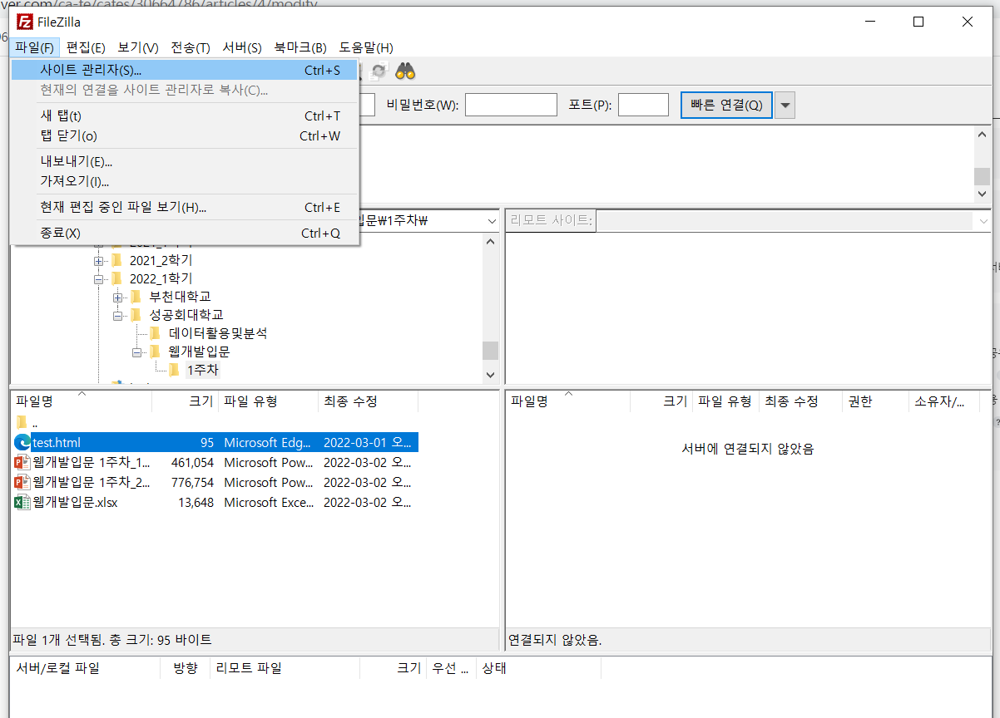 ver.com/ca-fe/cafes/30664786/articles/4/modify
FileZilla
파일(F) 편집(E) 보기(V) 전송(T) 서버(S) 북마크(B) 도움말(H)
사이트 관리자(S)... Ctrl+S
현재의 연결을 사이트 관리자로 복사(C)...
새 탭(t) Ctrl+T
탭 닫기(o) Ctrl+W
내보내기(E)...
가져오기(I)...
현재 편집 중인 파일 보기(H)... Ctrl+E
종료(X) Ctrl+Q
비밀번호(W): 포트(P): 빠른 연결(Q)
입문\1주차\
리모트 사이트:
2021_2학기
2022_1학기
부천대학교
성공회대학교
데이터활용및분석
웹개발입문
1주차
파일명 크기 파일 유형 최종 수정
..
test.html 95 Microsoft Edg... 2022-03-01 오...
웹개발입문 1주차_1... 461,054 Microsoft Pow... 2022-03-02 오...
웹개발입문 1주차_2... 776,754 Microsoft Pow... 2022-03-02 오...
웹개발입문.xlsx 13,648 Microsoft Exce... 2022-03-02 오...
파일 1개 선택됨. 총 크기: 95 바이트
파일명 크기 파일 유형 최종 수정 권한 소유자/...
서버에 연결되지 않았음
연결되지 않았음.
서버/로컬 파일 방향 리모트 파일 크기 우선 ... 상태